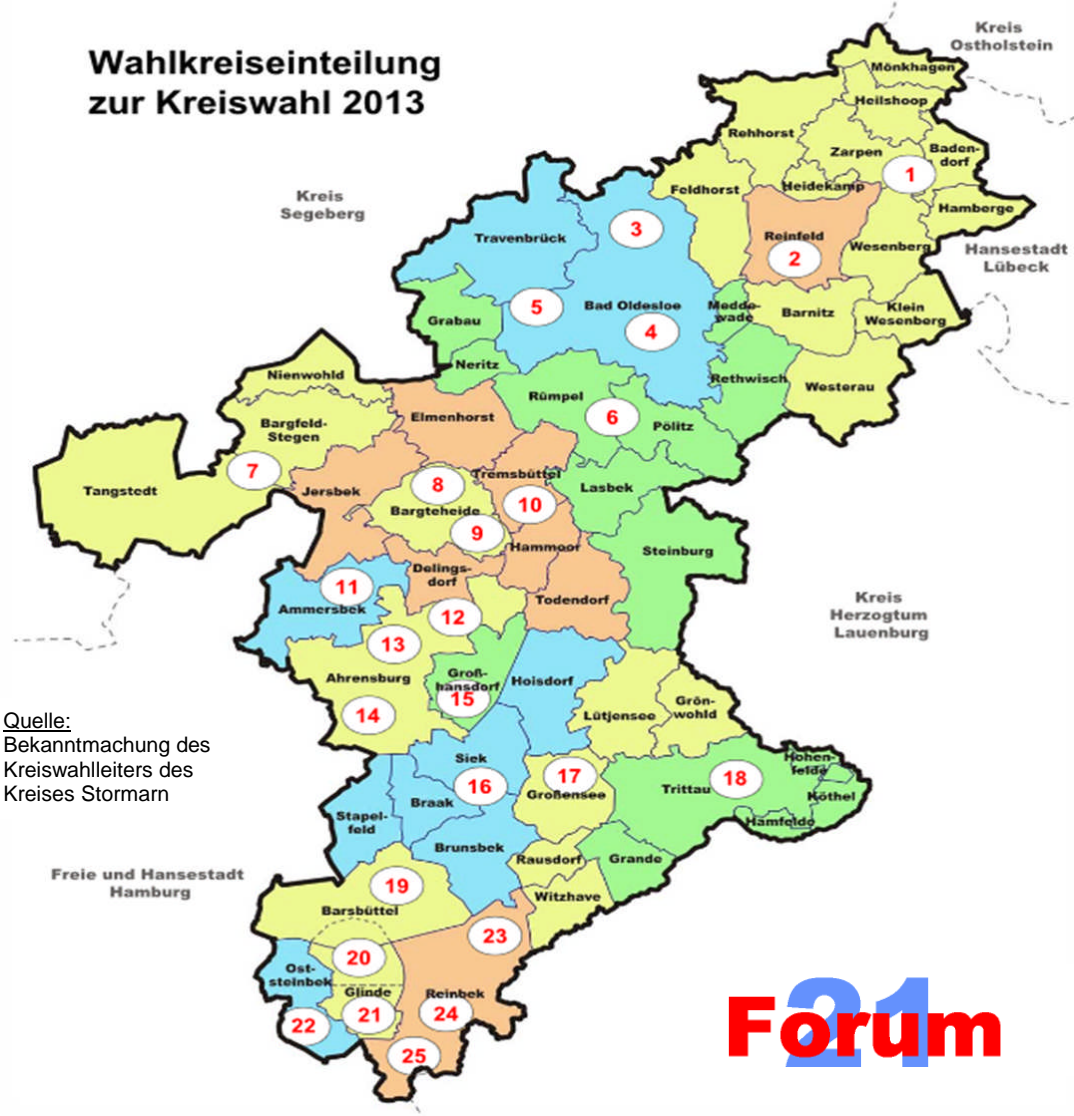 Wahlkreiseinteilung
zur Kreiswahl 2013
Kreis
Ostholstein
Mönkhagen
Heilshoop
Rehhorst
Zarpen
Baden-
dorf
1
Feldhorst
Heidekamp
Hamberge
Kreis
Segeberg
3
Travenbrück
Reinfeld
2
Wesenberg
Hansestadt
Lübeck
5
Bad Oldesloe
4
Medde-
wade
Barnitz
Klein
Wesenberg
Grabau
Neritz
Rethwisch
Westerau
Nienwohld
Rümpel
6
Pölitz
Elmenhorst
Bargfeld-
Stegen
7
Tangstedt
Jersbek
8
Bargteheide
9
Tremsbüttel
10
Lasbek
Hammoor
Steinburg
Delings-
dorf
11
Ammersbek
12
Todendorf
Kreis
Herzogtum
Lauenburg
13
Ahrensburg
14
Groß-
hansdorf
15
Hoisdorf
Lütjensee
Grön-
wohld
Quelle:
Bekanntmachung des
Kreiswahlleiters des
Kreises Stormarn
Siek
16
17
Großensee
Trittau
18
Hohen-
felde
Köthel
Hamfelde
Braak
Stapel-
feld
Brunsbek
Rausdorf
Grande
Witzhave
Freie und Hansestadt
Hamburg
19
Barsbüttel
23
20
Ost-
steinbek
Glinde
21
22
Reinbek
24
25
Forum
21